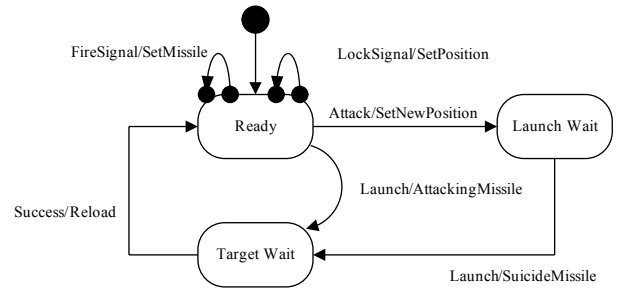 FireSignal/SetMissile
LockSignal/SetPosition
Attack/SetNewPosition
Ready
Launch Wait
Launch/AttackingMissile
Success/Reload
Target Wait
Launch/SuicideMissile